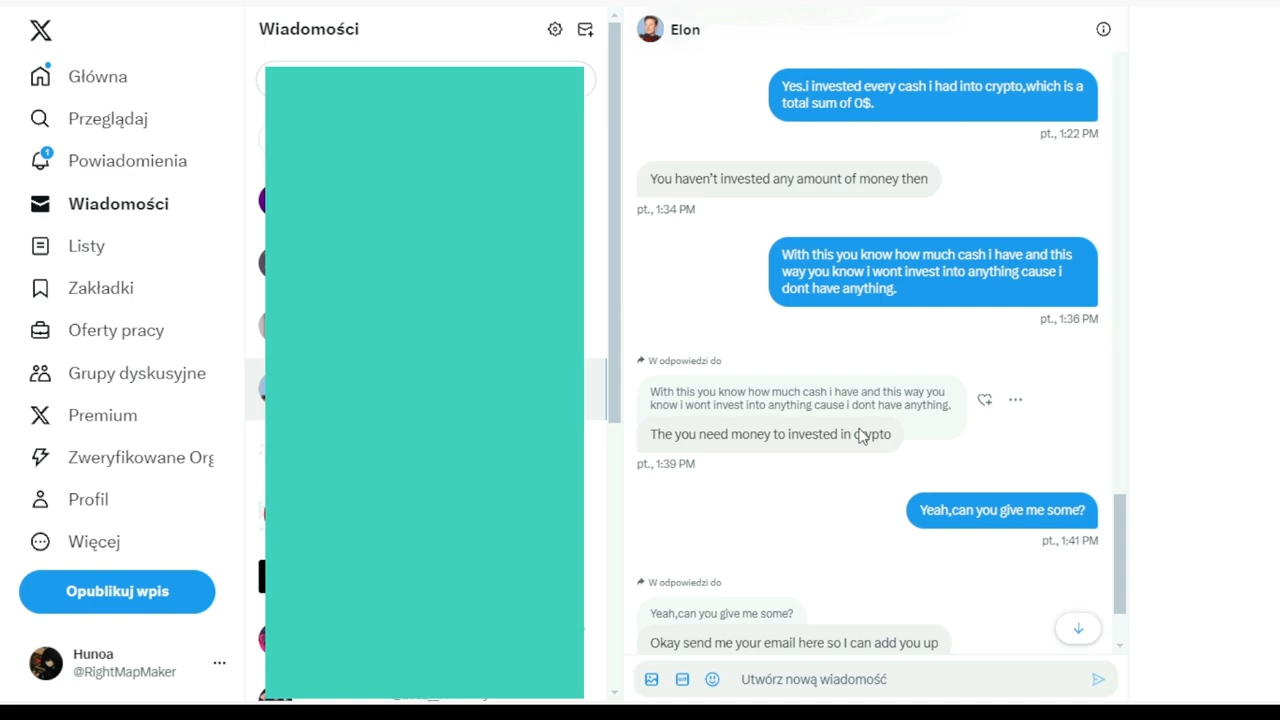 Główna
Przeglądaj
1
Powiadomienia
Wiadomości
Listy
Zakładki
Oferty pracy
Grupy dyskusyjne
Premium
Zweryfikowane Org
Profil
Więcej
Opublikuj wpis
Hunoa
@RightMapMaker
Wiadomości
Elon
Yes.i invested every cash i had into crypto,which is a
total sum of 0$.
pt., 1:22 PM
You haven’t invested any amount of money then
pt., 1:34 PM
With this you know how much cash i have and this
way you know i wont invest into anything cause i
dont have anything.
pt., 1:36 PM
W odpowiedzi do
With this you know how much cash i have and this way you
know i wont invest into anything cause i dont have anything.
The you need money to invested in crypto
pt., 1:39 PM
Yeah,can you give me some?
pt., 1:41 PM
W odpowiedzi do
Yeah,can you give me some?
Okay send me your email here so I can add you up
GIF
Utwórz nową wiadomość